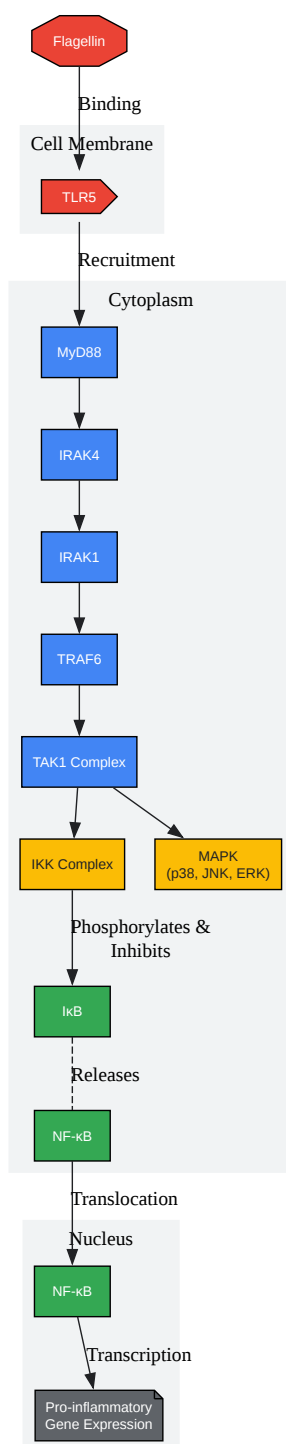 Flagellin
Binding
Cell Membrane
TLR5
Recruitment
Cytoplasm
MyD88
IRAK4
IRAK1
TRAF6
TAK1 Complex
IKK Complex
MAPK
(p38, JNK, ERK)
Phosphorylates &
Inhibits
IκB
Releases
NF-κB
Translocation
Nucleus
NF-κB
Transcription
Pro-inflammatory
Gene Expression